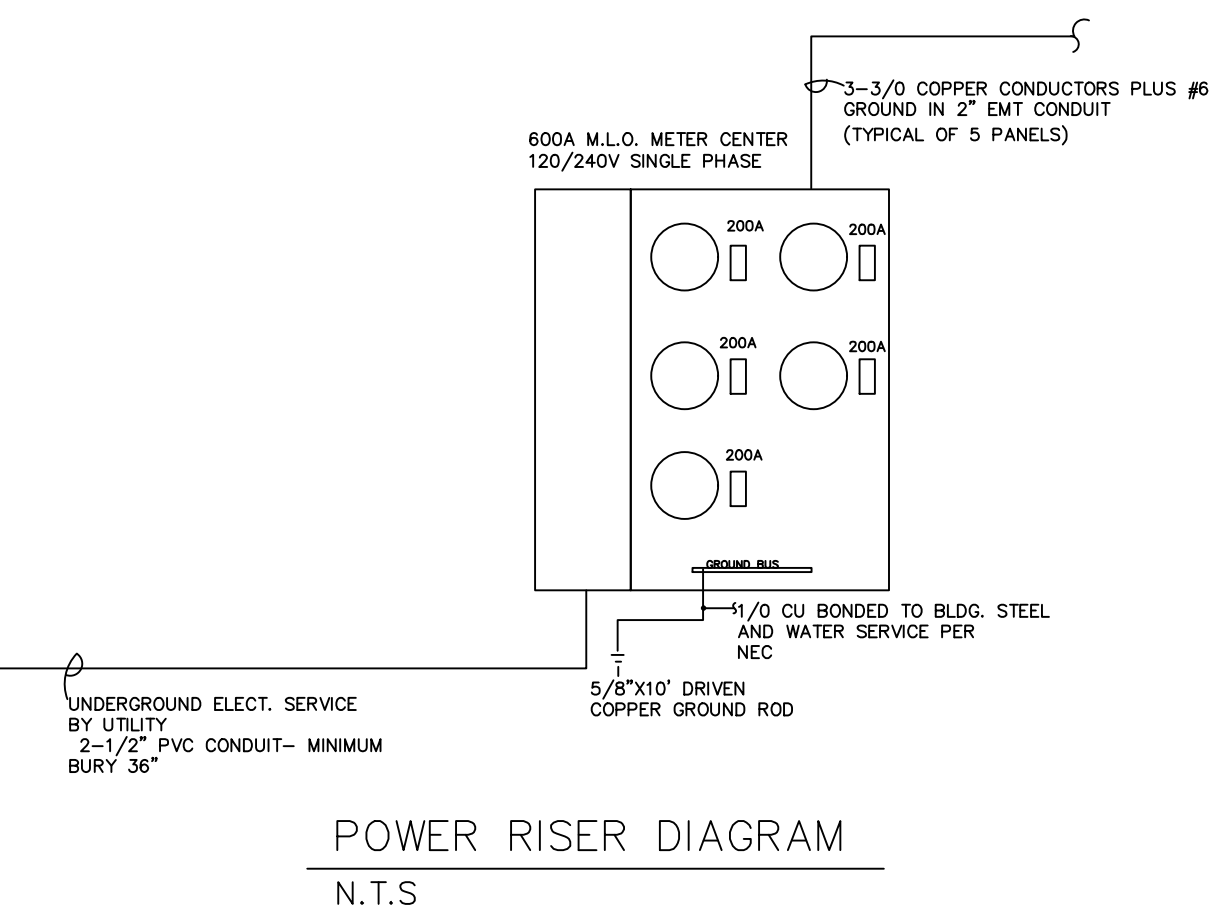 3-3/0 COPPER CONDUCTORS PLUS #6
GROUND IN 2" EMT CONDUIT
(TYPICAL OF 5 PANELS)
600A M.L.O. METER CENTER
120/240V SINGLE PHASE
200A
200A
200A
200A
200A
GROUND BUS
1/0 CU BONDED TO BLDG. STEEL
AND WATER SERVICE PER
NEC
5/8"X10' DRIVEN
COPPER GROUND ROD
UNDERGROUND ELECT. SERVICE
BY UTILITY
2-1/2" PVC CONDUIT- MINIMUM
BURY 36"
POWER RISER DIAGRAM
N.T.S